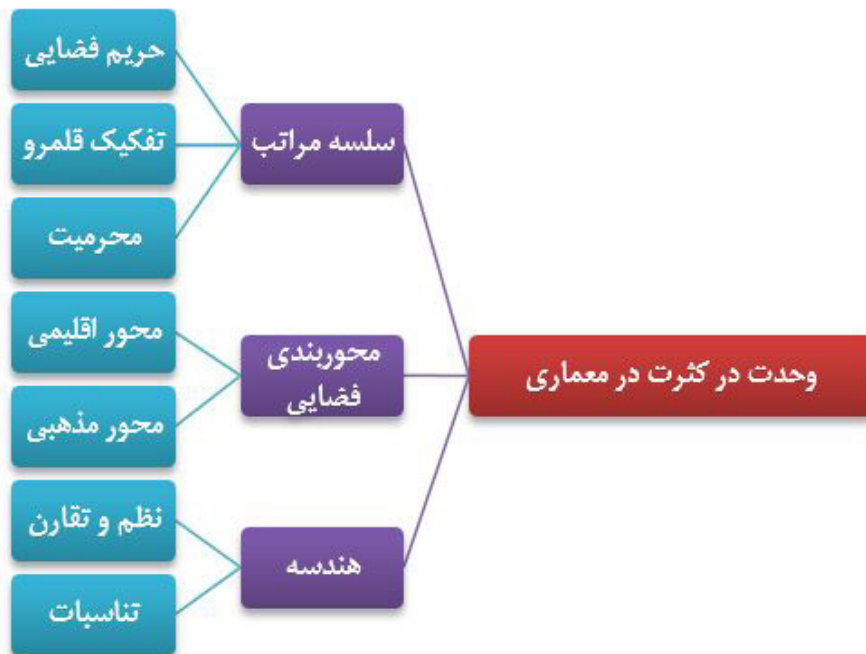 وحدت در کثرت در معماری
سلسه مراتب
حریم فضایی
تفکیک قلمرو
محرمیت
محوربندی
فضایی
محور اقلیمی
محور مذهبی
هندسه
نظم و تقارن
تناسبات